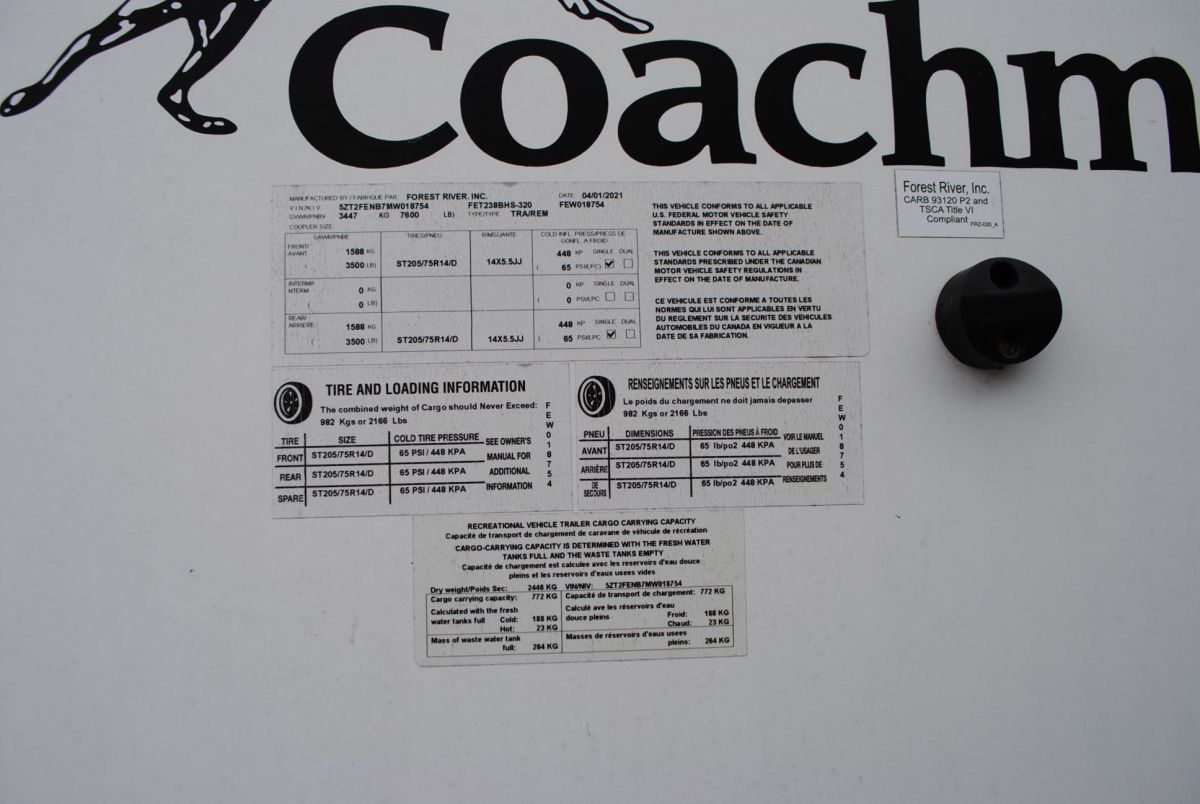 Coachm
Forest River, Inc.
CARB 93120 P2 and
TSCA Title VI
Compliant
FRZ-035_A
MANUFACTURED BY / FABRIQUE PAR FOREST RIVER, INC. DATE: 04/01/2021
V.I.N./N.I.V. 5ZT2FENB7MW018754 FET238BHS-320 FEW018754
GVWR/PNBV 3447 KG 7600 LB) TYPE/TYPE TRA/REM
COUPLER SIZE
GAWR/PNBE TIRES/PNEU RIMS/JANTE COLD INFL. PRESS/PRESS DE GONFL. A FROID
FRONT/
AVANT 1588 KG 448 KP SINGLE DUAL
( 3500 LB) ST205/75R14/D 14X5.5JJ ( 65 PSI/LPC)
INTERM/
INTERM 0 KG 0 KP SINGLE DUAL
( 0 LB) ( 0 PSI/LPC
REAR/
ARRIERE 1588 KG 448 KP SINGLE DUAL
( 3500 LB) ST205/75R14/D 14X5.5JJ ( 65 PSI/LPC
THIS VEHICLE CONFORMS TO ALL APPLICABLE
U.S. FEDERAL MOTOR VEHICLE SAFETY
STANDARDS IN EFFECT ON THE DATE OF
MANUFACTURE SHOWN ABOVE.
THIS VEHICLE CONFORMS TO ALL APPLICABLE
STANDARDS PRESCRIBED UNDER THE CANADIAN
MOTOR VEHICLE SAFETY REGULATIONS IN
EFFECT ON THE DATE OF MANUFACTURE.
CE VEHICULE EST CONFORME A TOUTES LES
NORMES QUI LUI SONT APPLICABLES EN VERTU
DU REGLEMENT SUR LA SECURITE DES VEHICULES
AUTOMOBILES DU CANADA EN VIGUEUR A LA
DATE DE SA FABRICATION.
TIRE AND LOADING INFORMATION
The combined weight of Cargo should Never Exceed:
982 Kgs or 2166 Lbs
TIRE SIZE COLD TIRE PRESSURE
FRONT ST205/75R14/D 65 PSI / 448 KPA
REAR ST205/75R14/D 65 PSI / 448 KPA
SPARE ST205/75R14/D 65 PSI / 448 KPA
SEE OWNER'S
MANUAL FOR
ADDITIONAL
INFORMATION
FEW018754
RENSEIGNEMENTS SUR LES PNEUS ET LE CHARGEMENT
Le poids du chargement ne doit jamais depasser
982 Kgs or 2166 Lbs
PNEU DIMENSIONS PRESSION DES PNEUS À FROID
AVANT ST205/75R14/D 65 lb/po2 448 KPA
ARRIÈRE ST205/75R14/D 65 lb/po2 448 KPA
DE SECOURS ST205/75R14/D 65 lb/po2 448 KPA
VOIR LE MANUEL
DE L'USAGER
POUR PLUS DE
RENSEIGNEMENTS
FEW018754
RECREATIONAL VEHICLE TRAILER CARGO CARRYING CAPACITY
Capacité de transport de chargement de caravane de véhicule de récréation
CARGO-CARRYING CAPACITY IS DETERMINED WITH THE FRESH WATER
TANKS FULL AND THE WASTE TANKS EMPTY
Capacité de chargement est calculee avec les reservoirs d'eau douce
pleins et les reservoirs d'eaux usees vides
Dry weight/Poids Sec: 2446 KG VIN/NIV: 5ZT2FENB7MW018754
Cargo carrying capacity: 772 KG Capacité de transport de chargement: 772 KG
Calculated with the fresh Calculé ave les réservoirs d'eau
water tanks full Cold: 188 KG douce pleins Froid: 188 KG
Hot: 23 KG Chaud: 23 KG
Mass of waste water tank Masses de réservoirs d'eaux usees
full: 264 KG pleins: 264 KG